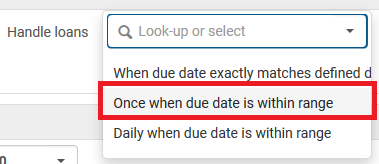 Handle loans
Look-up or select
When due date exactly matches defined d
Once when due date is within range
Daily when due date is within range